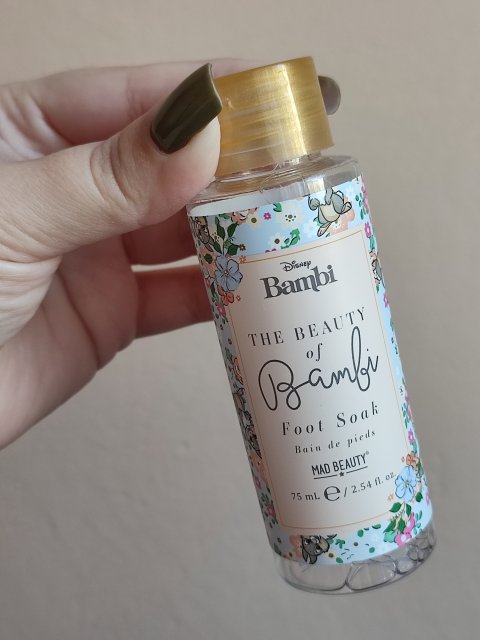 Disney
Bambi
THE BEAUTY
of
Bambi
Foot Soak
Bain de pieds
MAD BEAUTY®
75 mL ℮ / 2.54 fl. oz.